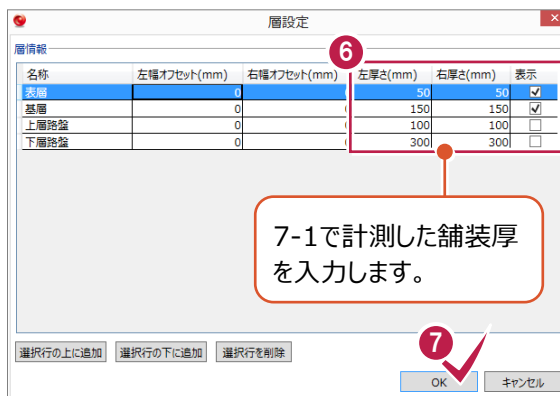 層設定
層情報
6
名称 左幅オフセット(mm) 右幅オフセット(mm) 左厚さ(mm) 右厚さ(mm) 表示
表層 0 50 50
基層 0 150 150
上層路盤 0 100 100
下層路盤 0 300 300
7-1で計測した舗装厚
を入力します。
選択行の上に追加 選択行の下に追加 選択行を削除
7
OK キャンセル